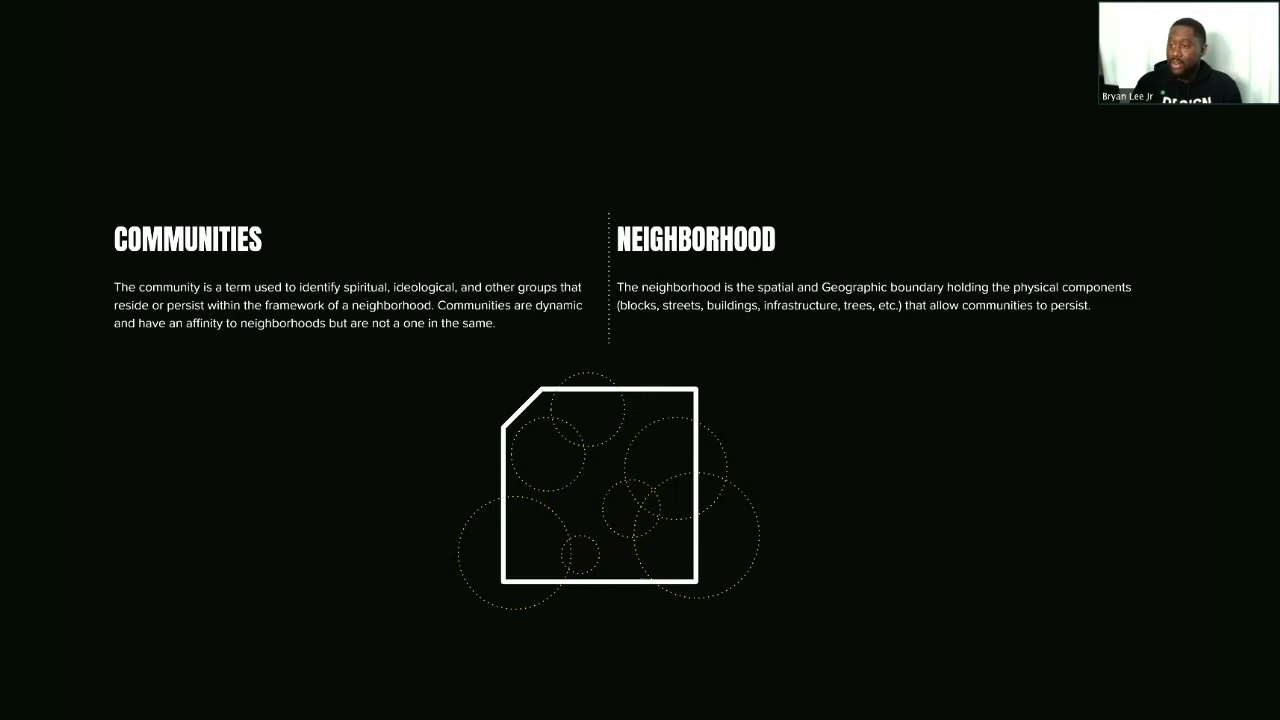 Bryan Lee Jr
DESIGN
COMMUNITIES
The community is a term used to identify spiritual, ideological, and other groups that
reside or persist within the framework of a neighborhood. Communities are dynamic
and have an affinity to neighborhoods but are not a one in the same.
NEIGHBORHOOD
The neighborhood is the spatial and Geographic boundary holding the physical components
(blocks, streets, buildings, infrastructure, trees, etc.) that allow communities to persist.